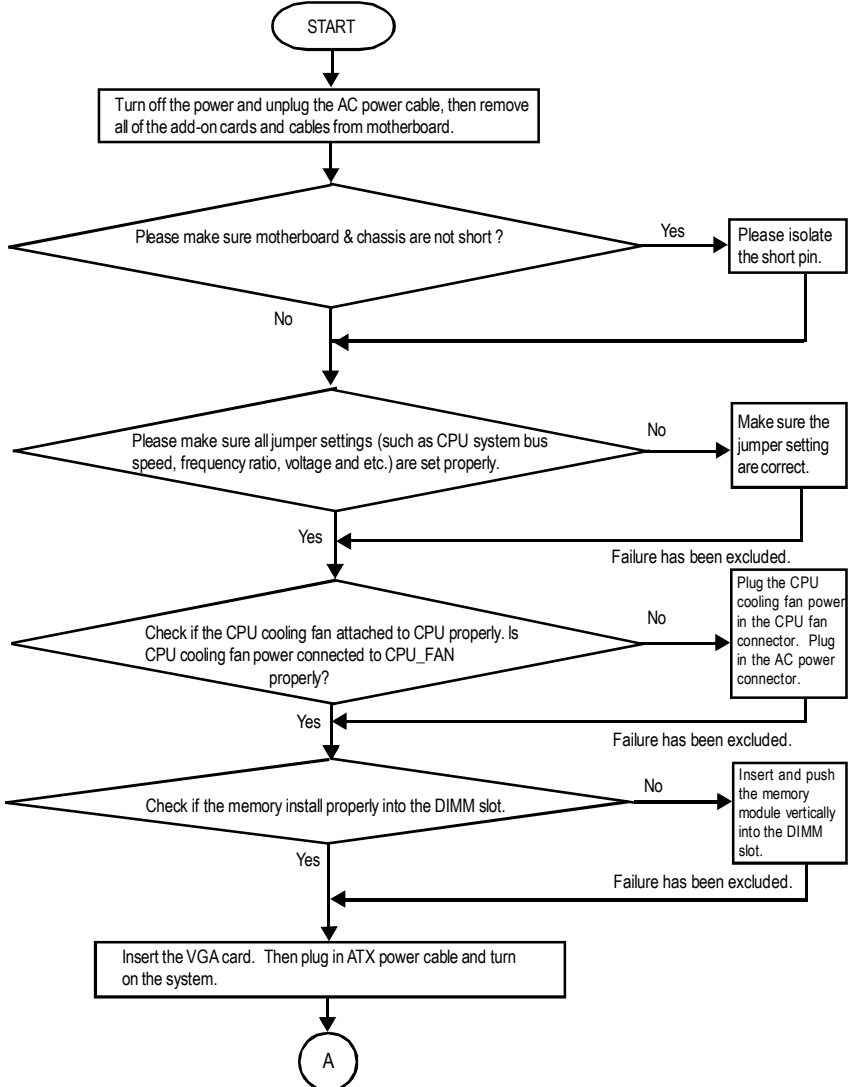 START
Turn off the power and unplug the AC power cable, then remove
all of the add-on cards and cables from motherboard.
Please make sure motherboard & chassis are not short ?
Yes
Please isolate
the short pin.
No
Please make sure all jumper settings (such as CPU system bus
speed, frequency ratio, voltage and etc.) are set properly.
No
Make sure the
jumper setting
are correct.
Yes
Failure has been excluded.
Check if the CPU cooling fan attached to CPU properly. Is
CPU cooling fan power connected to CPU_FAN
properly?
No
Plug the CPU
cooling fan power
in the CPU fan
connector. Plug
in the AC power
connector.
Yes
Failure has been excluded.
Check if the memory install properly into the DIMM slot.
No
Insert and push
the memory
module vertically
into the DIMM
slot.
Yes
Failure has been excluded.
Insert the VGA card. Then plug in ATX power cable and turn
on the system.
A